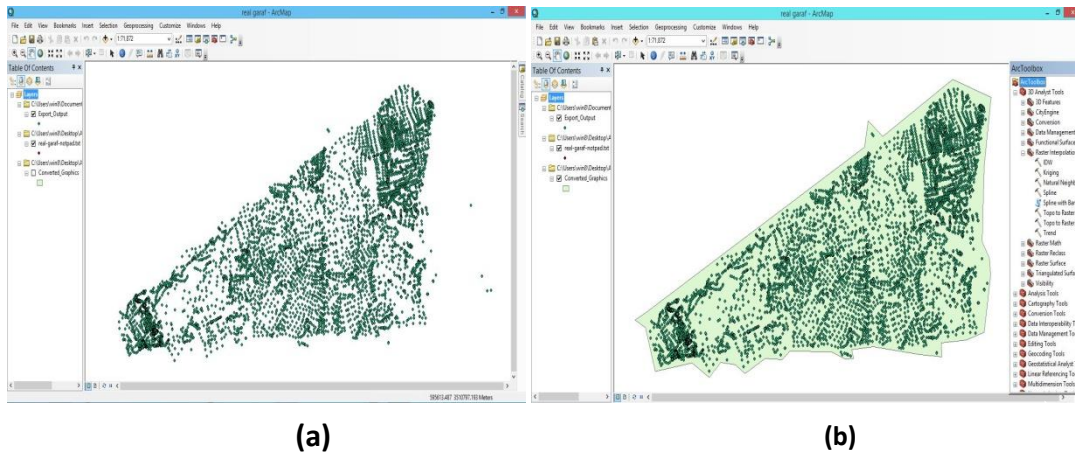 real garaf - ArcMap
File Edit View Bookmarks Insert Selection Geoprocessing Customize Windows Help
1:71,872
Table Of Contents
Layers
C:\Users\win8\Document
Export_Output
C:\Users\win8\Desktop\A
real-garaf-notpad.txt
C:\Users\win8\Desktop\A
Converted_Graphics
Catalog
Search
Meters
(a)
real garaf - ArcMap
File Edit View Bookmarks Insert Selection Geoprocessing Customize Windows Help
1:71,872
Table Of Contents
Layers
C:\Users\win8\Document
Export_Output
C:\Users\win8\Desktop\A
real-garaf-notpad.txt
C:\Users\win8\Desktop\A
Converted_Graphics
ArcToolbox
ArcToolbox
3D Analyst Tools
3D Features
CityEngine
Conversion
Data Management
Functional Surface
Raster Interpolation
IDW
Kriging
Natural Neighb
Spline
Spline with Bar
Topo to Raster
Topo to Raster
Trend
Raster Math
Raster Reclass
Raster Surface
Triangulated Surfa
Visibility
Analysis Tools
Cartography Tools
Conversion Tools
Data Interoperability T
Data Management To
Editing Tools
Geocoding Tools
Geostatistical Analyst
Linear Referencing To
Multidimension Tools
(b)